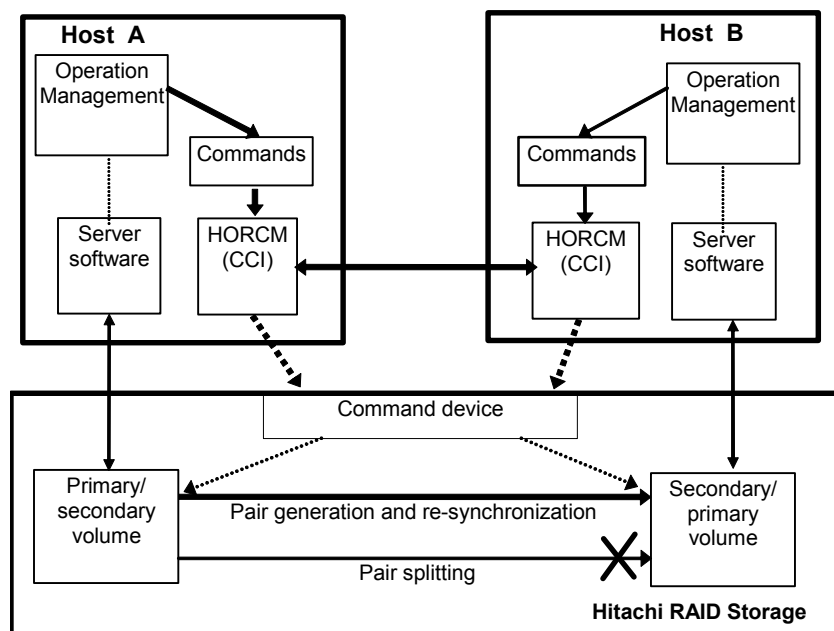 Host A
Operation
Management
Commands
Server
software
HORCM
(CCI)
Host B
Operation
Management
Commands
HORCM
(CCI)
Server
software
Command device
Primary/
secondary
volume
Pair generation and re-synchronization
Pair splitting
Secondary/
primary
volume
Hitachi RAID Storage